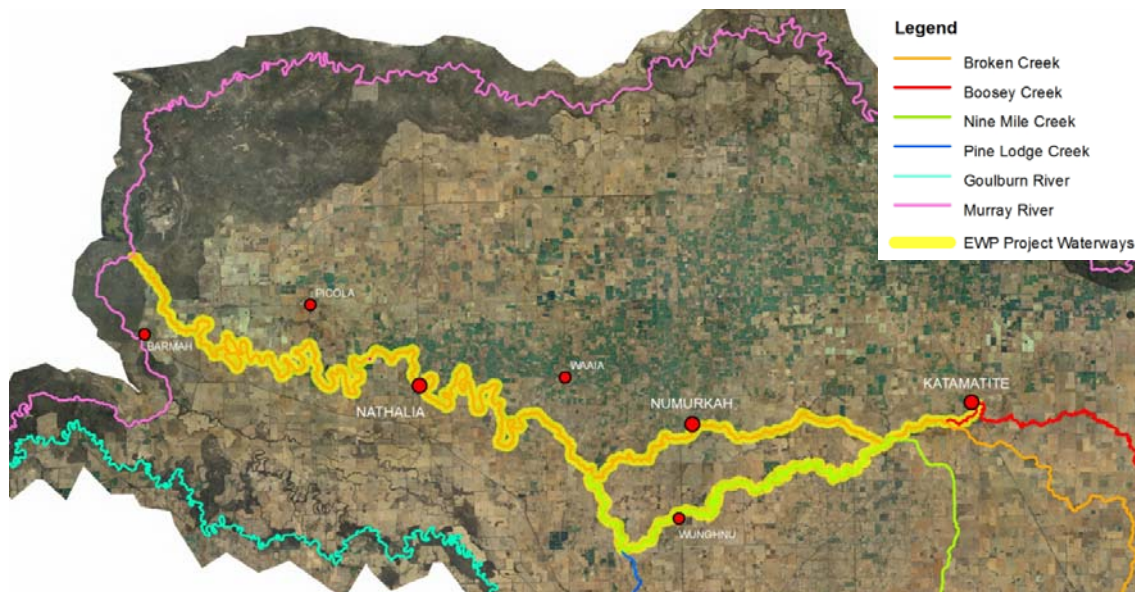 Legend
Broken Creek
Boosey Creek
Nine Mile Creek
Pine Lodge Creek
Goulburn River
Murray River
EWP Project Waterways
PICOLA
BARMAH
WAAIA
NATHALIA
KATAMATITE
NUMURKAH
WUNGHNU